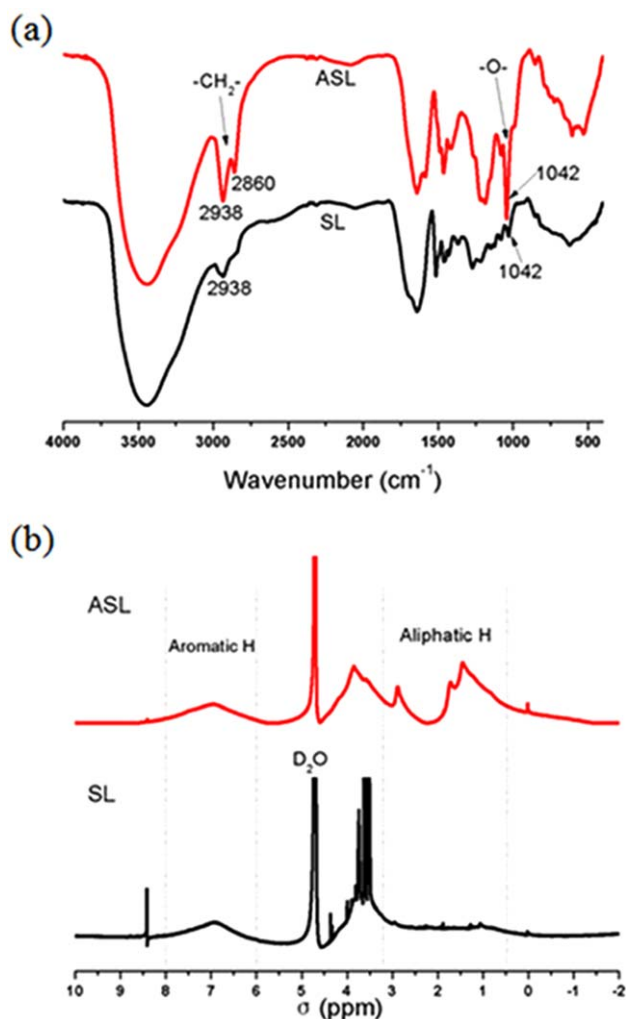 (a)
-CH2-
ASL
-O-
2860
2938
1042
SL
2938
1042
4000 3500 3000 2500 2000 1500 1000 500
Wavenumber (cm-1)
(b)
ASL
Aromatic H
Aliphatic H
D2O
SL
10 9 8 7 6 5 4 3 2 1 0 -1 -2
σ (ppm)